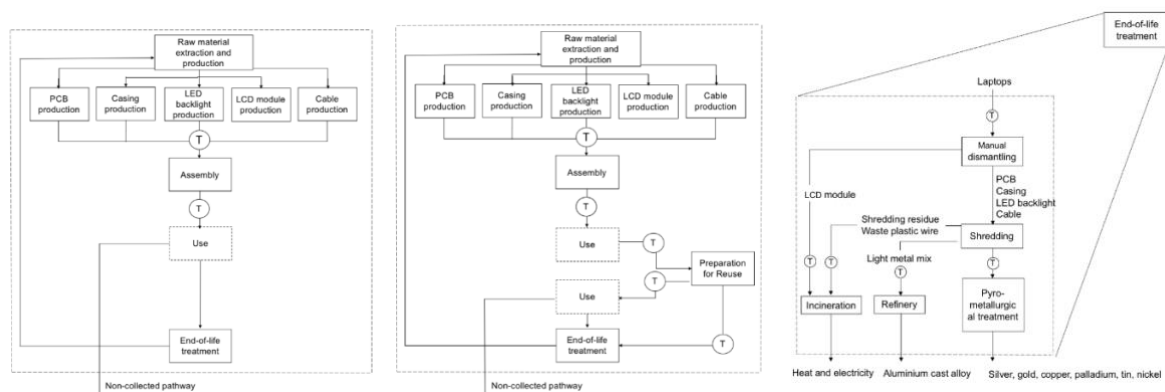 Raw material
extraction and
production
PCB
production
Casing
production
LED
backlight
production
LCD module
production
Cable
production
T
Assembly
T
Use
End-of-life
treatment
Non-collected pathway
Raw material
extraction and
production
PCB
production
Casing
production
LED
backlight
production
LCD module
production
Cable
production
T
Assembly
T
Use
T
Preparation
for Reuse
T
Use
End-of-life
treatment
T
Non-collected pathway
End-of-life
treatment
Laptops
T
Manual
dismantling
LCD module
PCB
Casing
LED backlight
Cable
Shredding residue
Waste plastic wire
Shredding
Light metal mix
T
T
T
T
Incineration
Refinery
Pyro-
metallurgic
al treatment
Heat and electricity
Aluminium cast alloy
Silver, gold, copper, palladium, tin, nickel